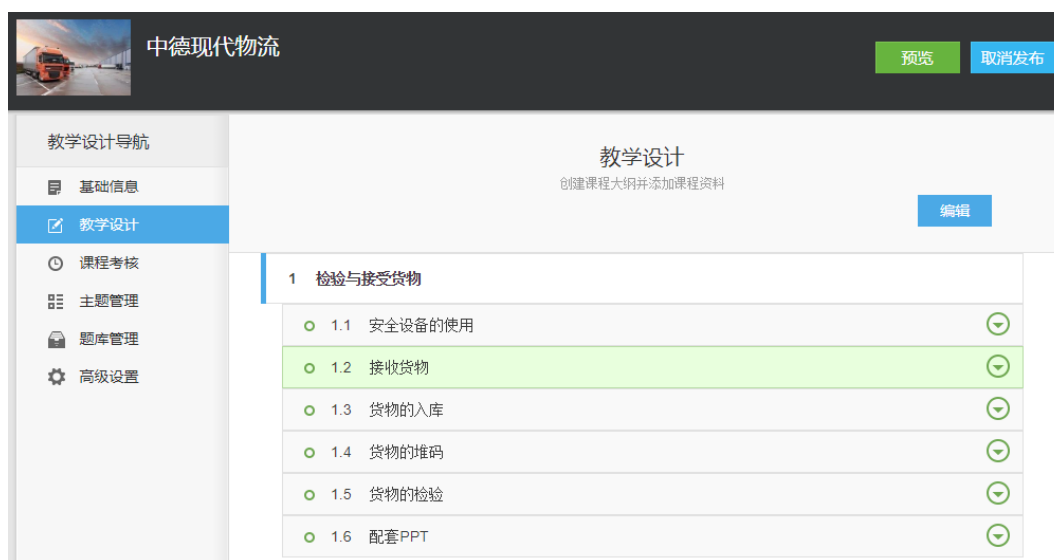 中德现代物流
预览
取消发布
教学设计导航
基础信息
教学设计
课程考核
主题管理
题库管理
高级设置
教学设计
创建课程大纲并添加课程资料
编辑
1 检验与接受货物
1.1 安全设备的使用
1.2 接收货物
1.3 货物的入库
1.4 货物的堆码
1.5 货物的检验
1.6 配套PPT